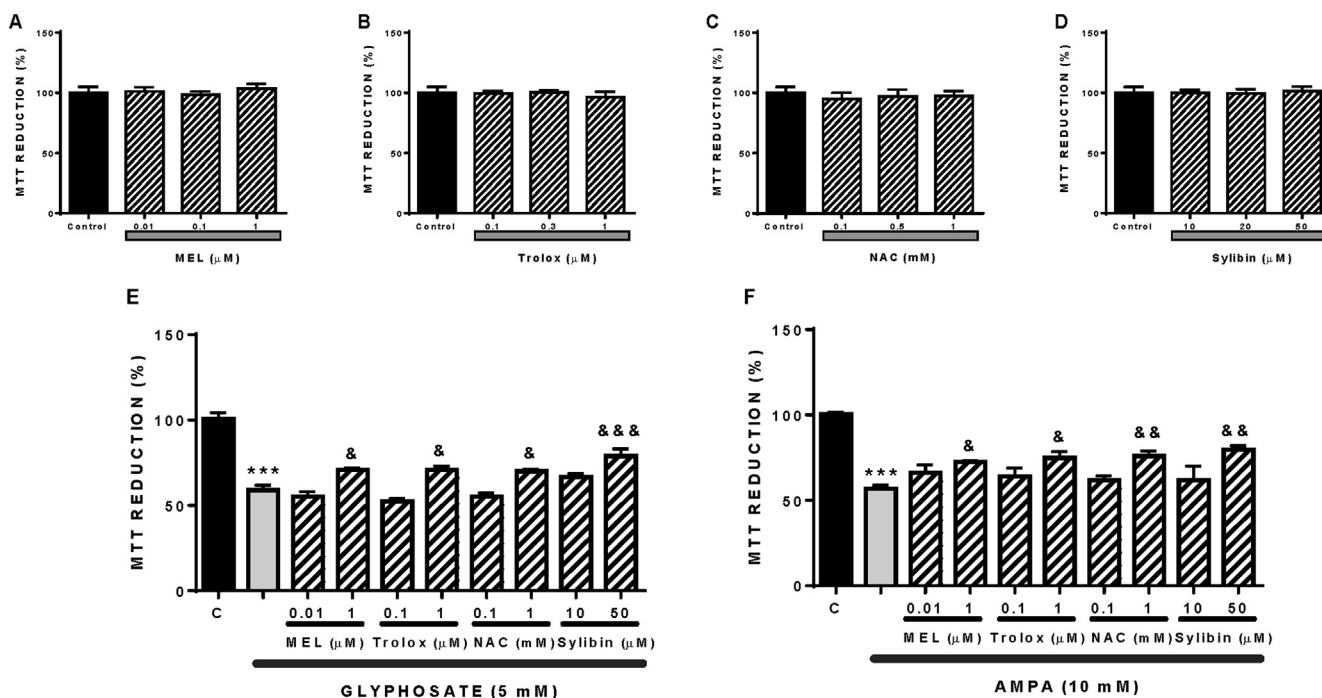 A
MTT REDUCTION (%)
150
100
50
0
Control 0.01 0.1 1
MEL (μM)
B
MTT REDUCTION (%)
150
100
50
0
Control 0.1 0.3 1
Trolox (μM)
C
MTT REDUCTION (%)
150
100
50
0
Control 0.1 0.5 1
NAC (mM)
D
MTT REDUCTION (%)
150
100
50
0
Control 10 20 50
Sylibin (μM)
E
MTT REDUCTION (%)
150
100
50
0
*** & & & &&&
C 0.01 1 0.1 1 0.1 1 10 50
MEL (μM) Trolox (μM) NAC (mM) Sylibin (μM)
GLYPHOSATE (5 mM)
F
MTT REDUCTION (%)
150
100
50
0
*** & & && &&
C 0.01 1 0.1 1 0.1 1 10 50
MEL (μM) Trolox (μM) NAC (mM) Sylibin (μM)
AMPA (10 mM)